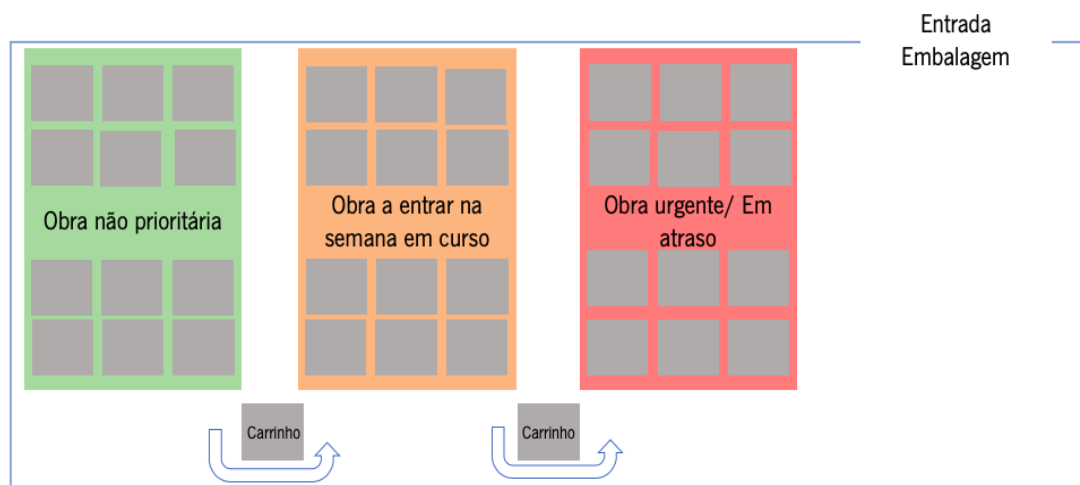 Entrada
Embalagem
Obra não prioritária
Obra a entrar na
semana em curso
Obra urgente/ Em
atraso
Carrinho
Carrinho